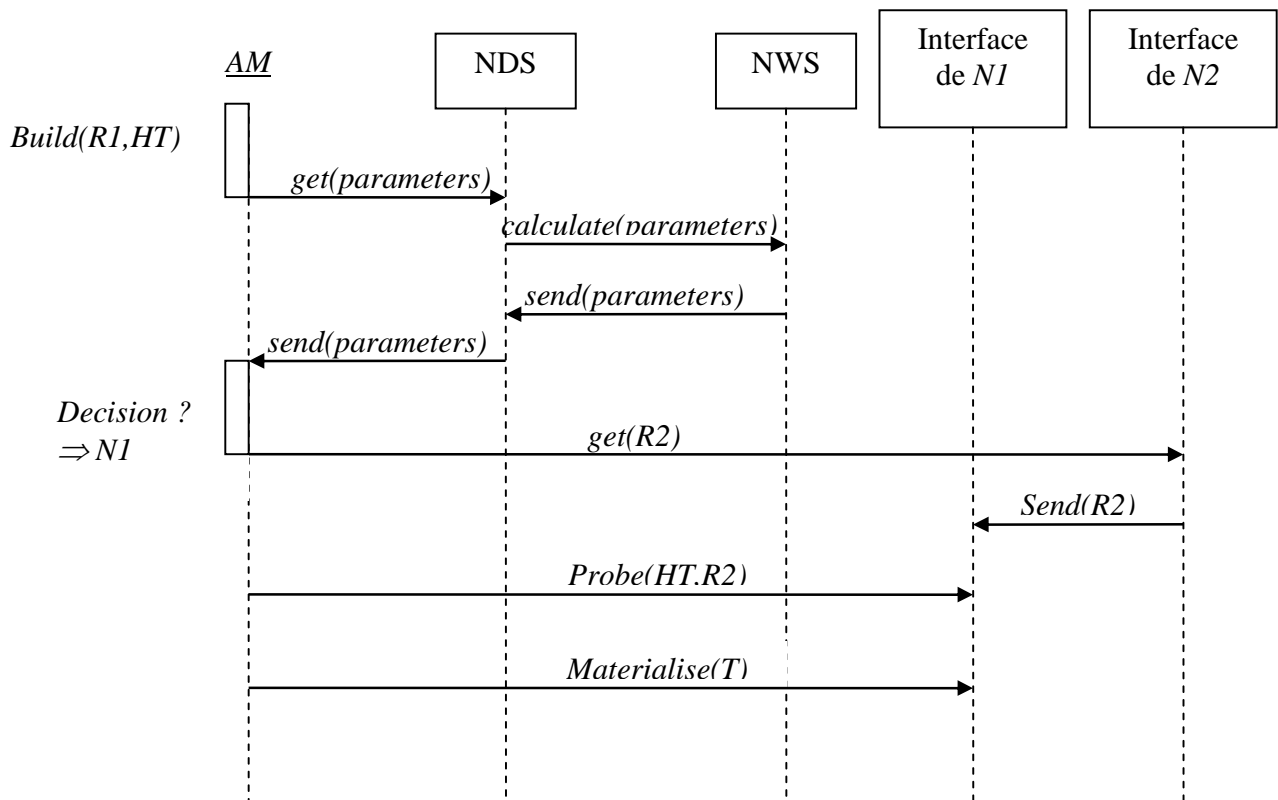 AM
NDS
NWS
Interface
de N1
Interface
de N2
Build(R1,HT)
get(parameters)
calculate(parameters)
send(parameters)
send(parameters)
Decision ?
⇒ N1
get(R2)
Send(R2)
Probe(HT,R2)
Materialise(T)